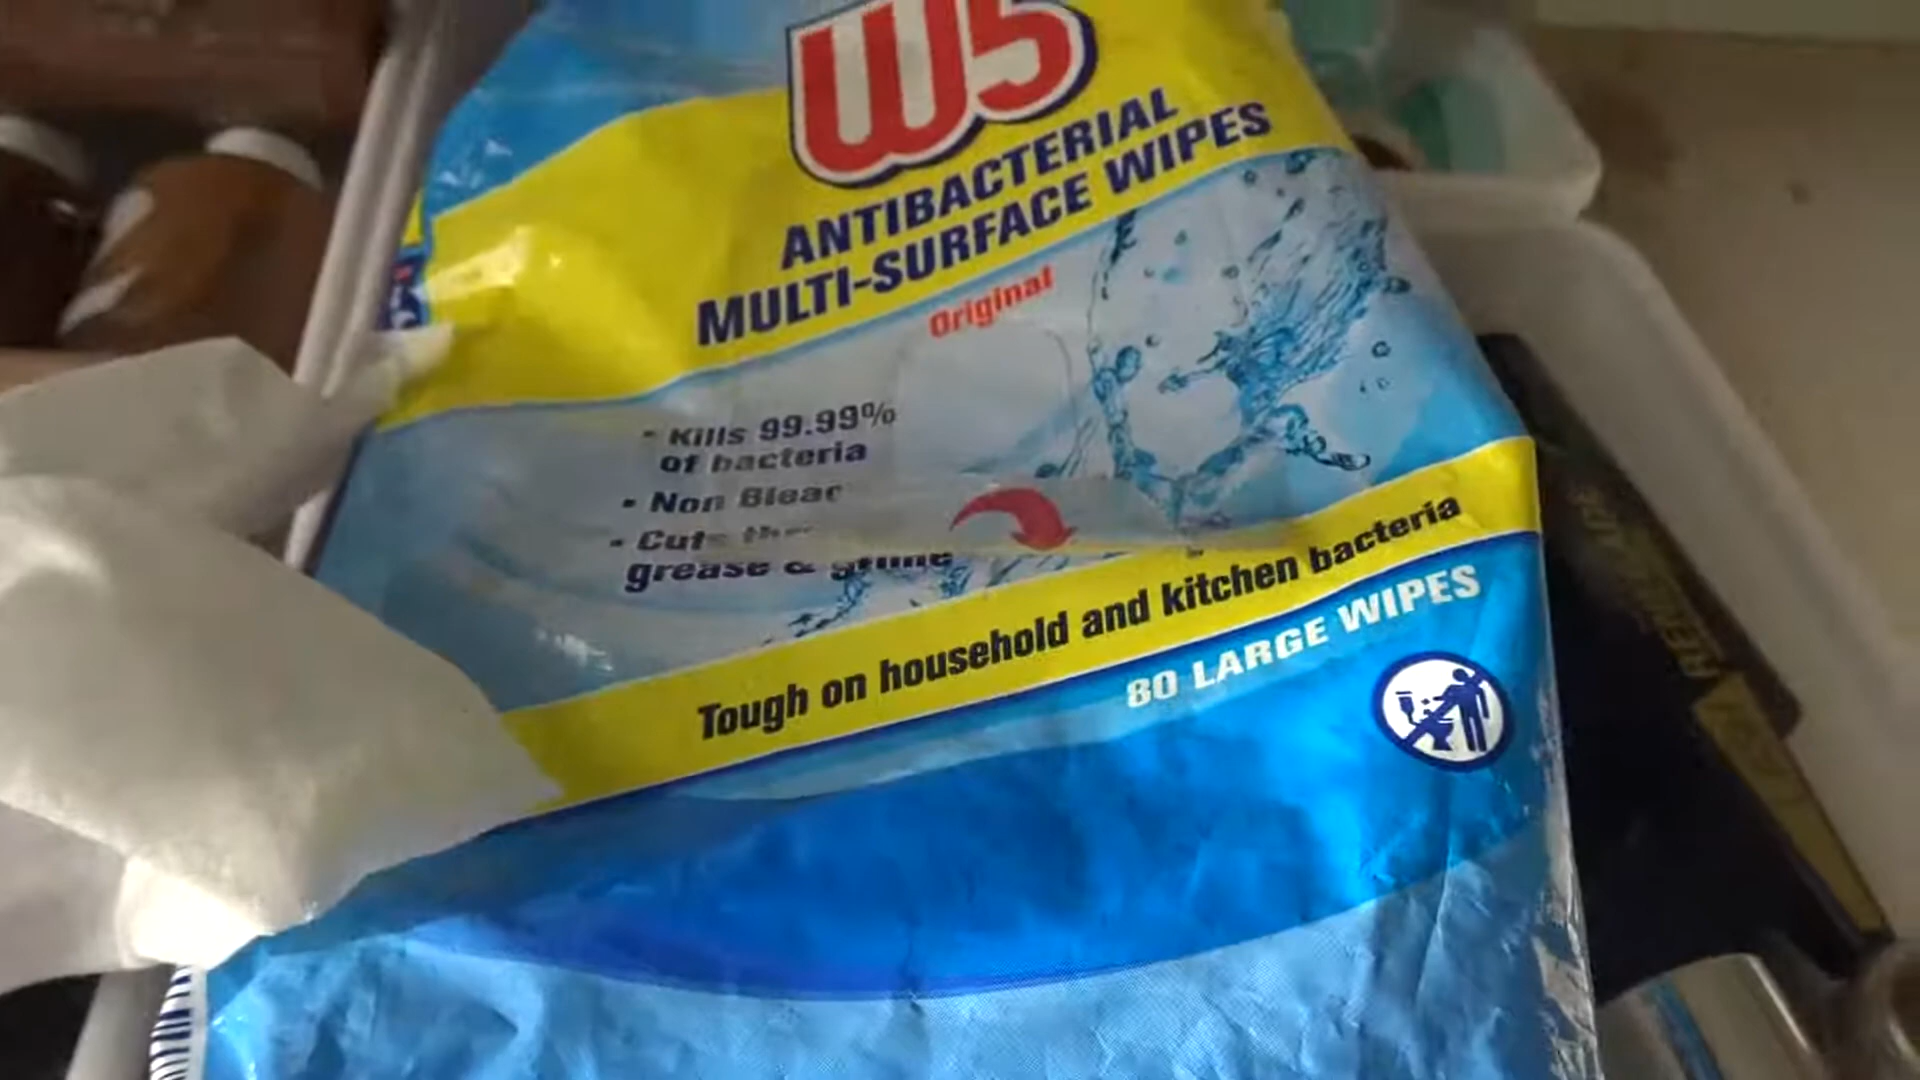 W5
ANTIBACTERIAL
MULTI-SURFACE WIPES
Original
- Kills 99.99%
of bacteria
• Non Bleac
- Cuts
grease & grime
Tough on household and kitchen bacteria
80 LARGE WIPES